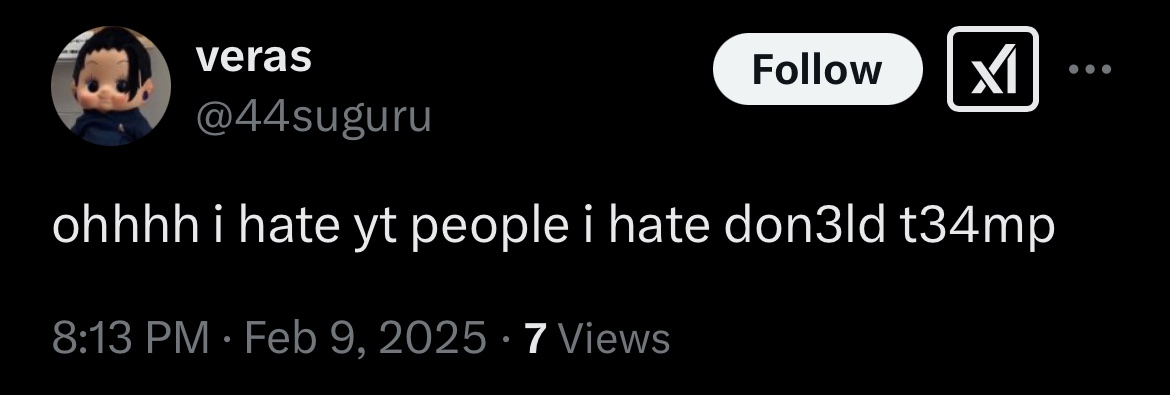 veras
Follow
@44suguru
ohhhh i hate yt people i hate don3ld t34mp
8:13 PM · Feb 9, 2025 · 7 Views